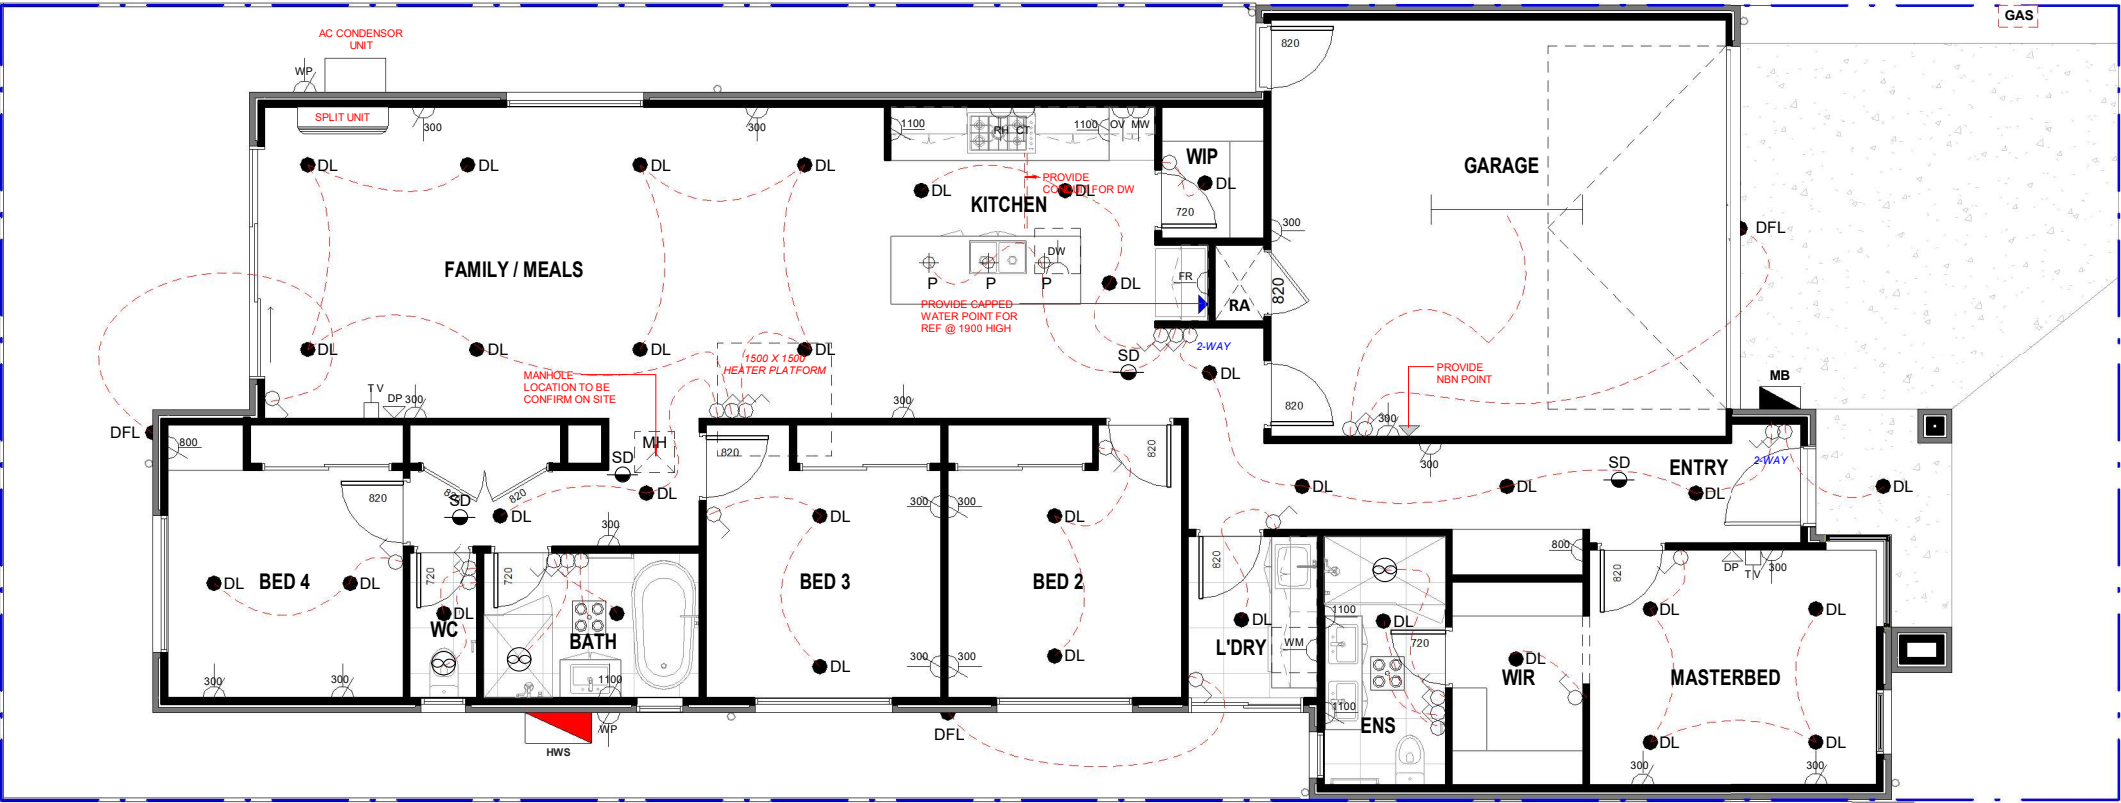 GAS
AC CONDENSOR
UNIT
WP
820
SPLIT UNIT
300
300
1100
RH
CT
1100
OV
MW
WIP
GARAGE
DL
DL
DL
DL
PROVIDE
CONDUIT FOR DW
DL
DL
DL
KITCHEN
720
300
DFL
FAMILY / MEALS
DW
FR
820
P
P
P
DL
RA
PROVIDE CAPPED
WATER POINT FOR
REF @ 1900 HIGH
2-WAY
SD
DL
DL
DL
DL
DL
1500 X 1500
HEATER PLATFORM
MANHOLE
LOCATION TO BE
CONFIRM ON SITE
PROVIDE
NBN POINT
MB
TV
DP
300
300
820
300
DFL
800
MH
820
820
300
2-WAY
SD
SD
ENTRY
820
820
820
SD
DL
DL
DL
DL
DL
DL
300
300
300
DL
DL
800
820
820
DP
TV
300
720
720
DL
BED 4
DL
BED 3
BED 2
DL
WC
BATH
1100
DL
DL
DL
DL
L'DRY
WM
720
300
300
DL
DL
DL
WIR
MASTERBED
300
300
1100
1100
ENS
WP
HWS
DFL
DL
DL
300
300